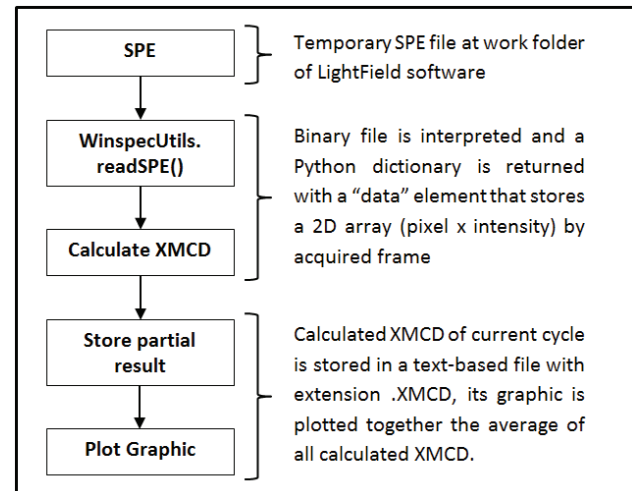 SPE
Temporary SPE file at work folder
of LightField software
WinspecUtils.
readSPE()
Calculate XMCD
Binary file is interpreted and a
Python dictionary is returned
with a “data” element that stores
a 2D array (pixel x intensity) by
acquired frame
Store partial
result
Plot Graphic
Calculated XMCD of current cycle
is stored in a text-based file with
extension .XMCD, its graphic is
plotted together the average of
all calculated XMCD.